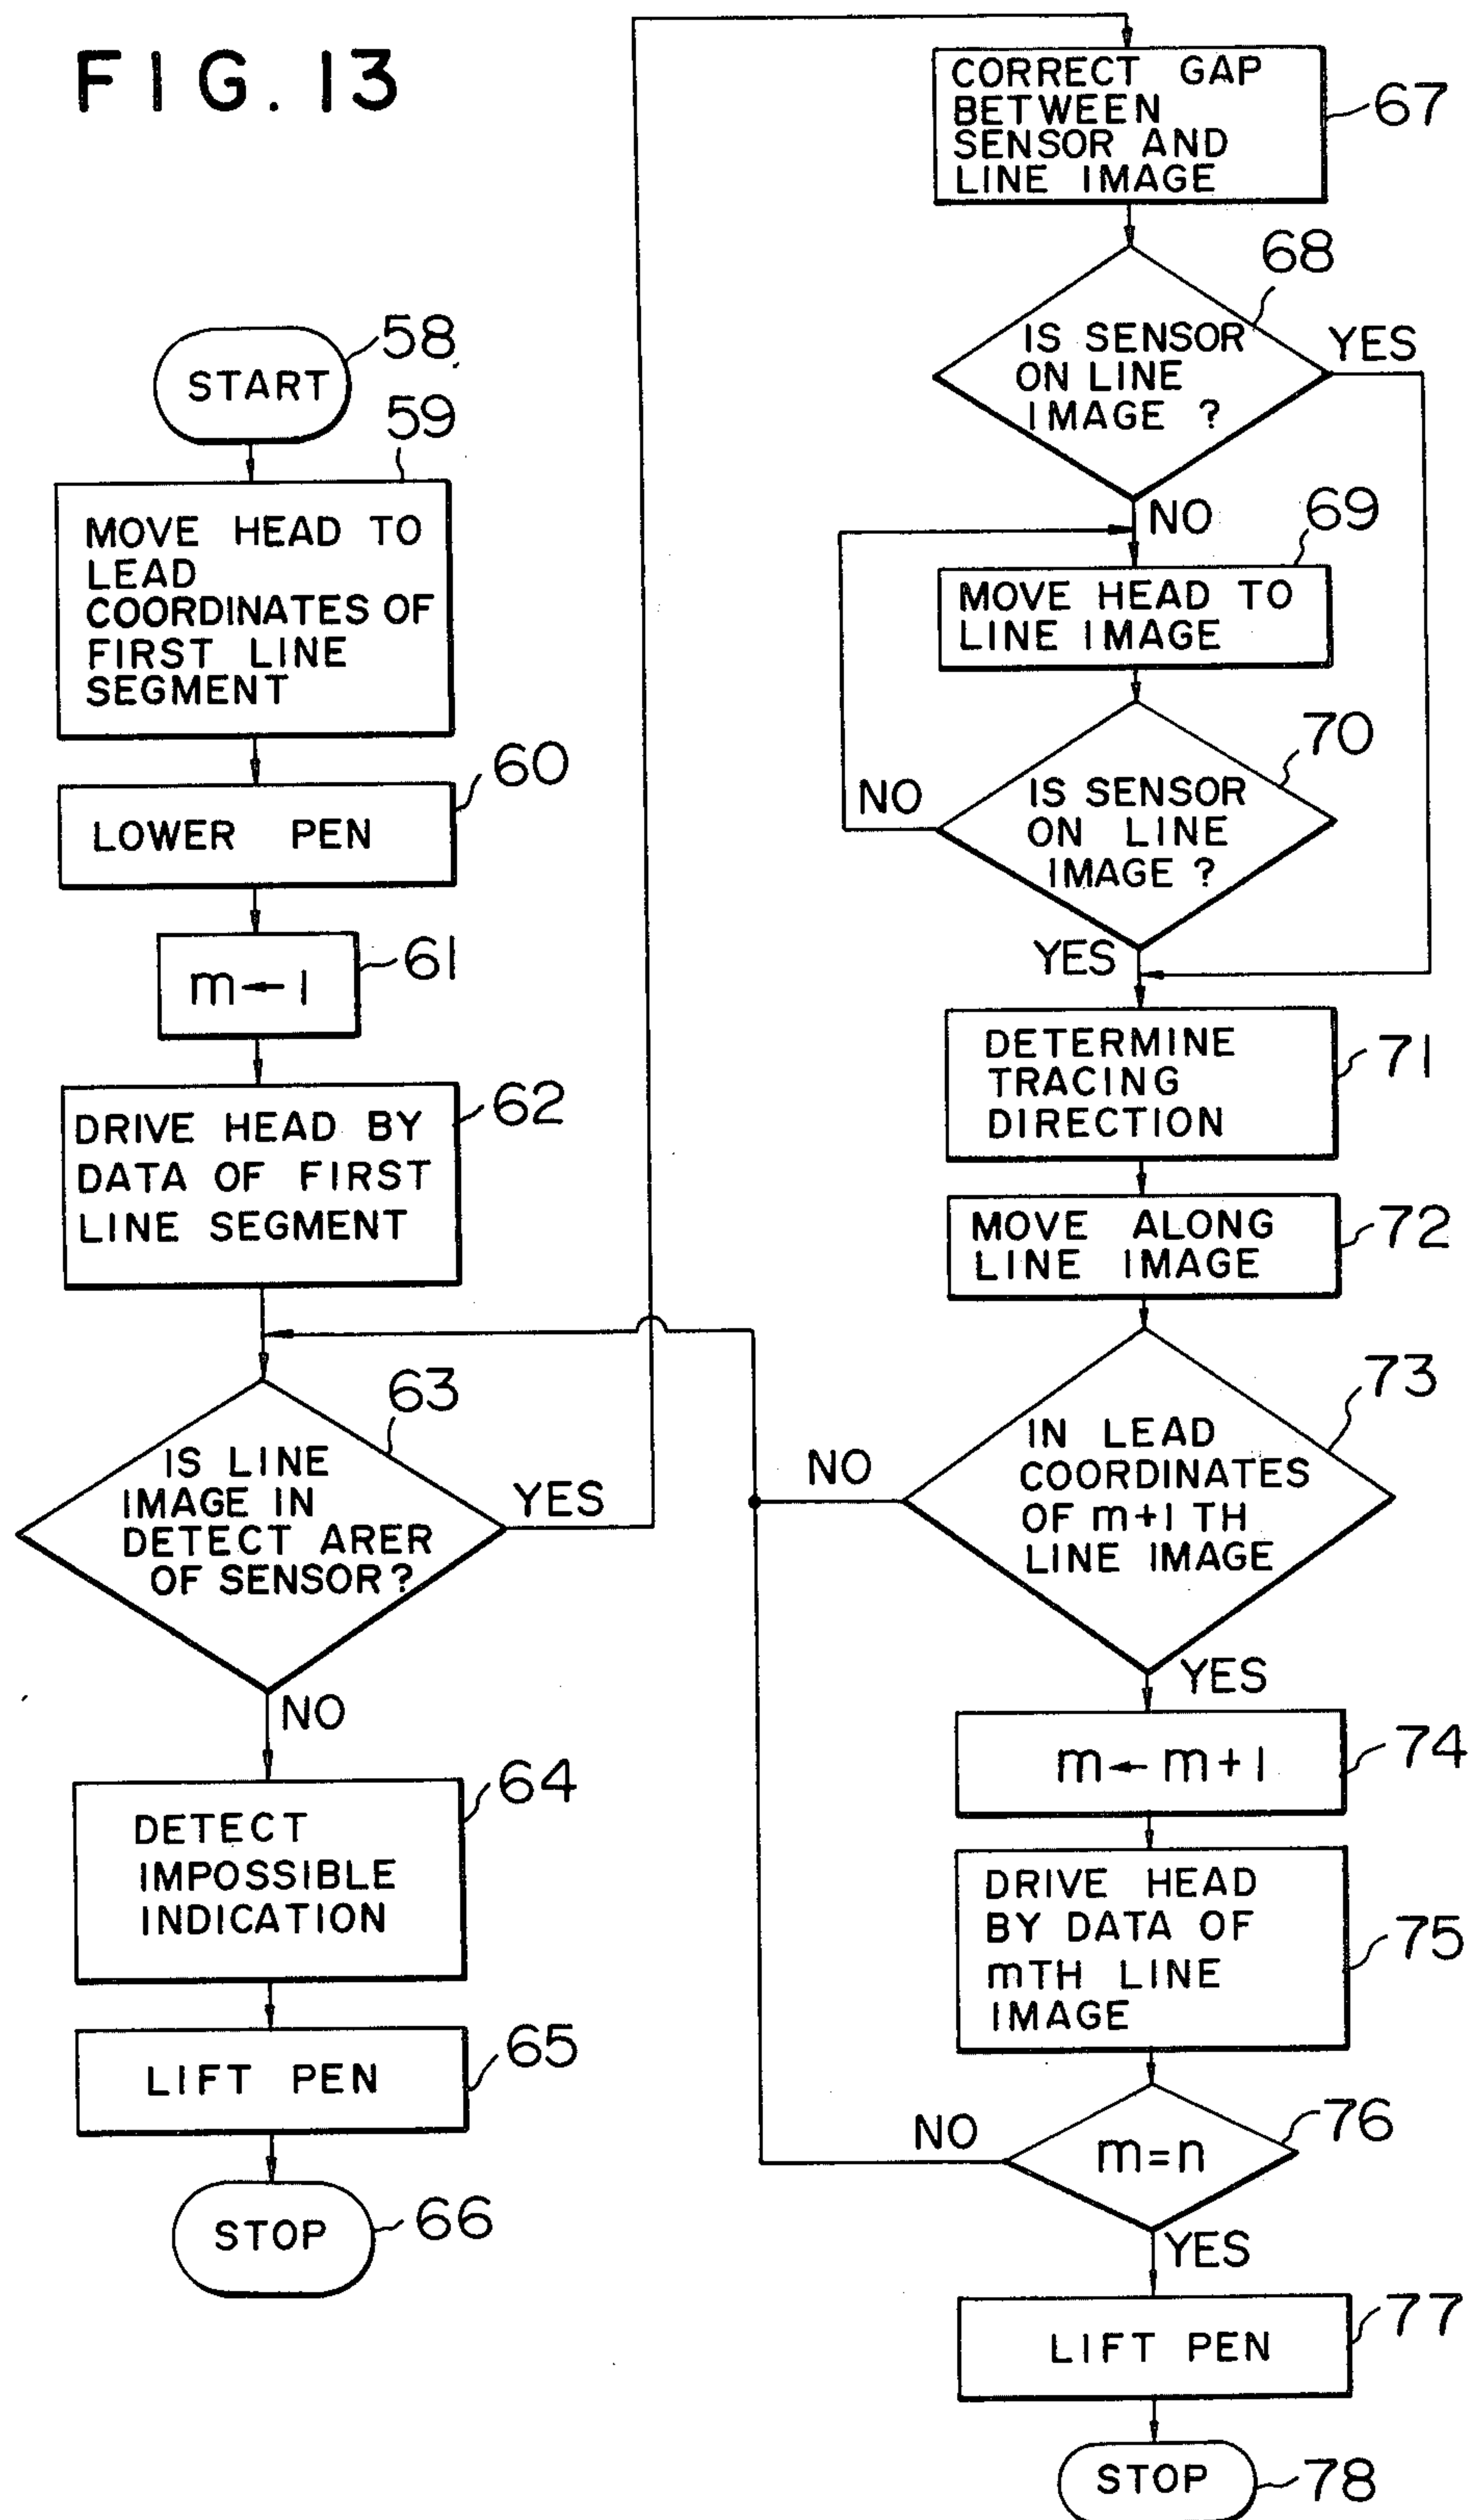 FIG. 13
START
58
59
MOVE HEAD TO
LEAD
COORDINATES OF
FIRST LINE
SEGMENT
60
LOWER PEN
61
m ← 1
62
DRIVE HEAD BY
DATA OF FIRST
LINE SEGMENT
63
IS LINE
IMAGE IN
DETECT ARER
OF SENSOR?
YES
NO
64
DETECT
IMPOSSIBLE
INDICATION
65
LIFT PEN
66
STOP
CORRECT GAP
BETWEEN
SENSOR AND
LINE IMAGE
67
68
IS SENSOR
ON LINE
IMAGE ?
YES
NO
69
MOVE HEAD TO
LINE IMAGE
70
IS SENSOR
ON LINE
IMAGE ?
NO
YES
DETERMINE
TRACING
DIRECTION
71
MOVE ALONG
LINE IMAGE
72
73
IN LEAD
COORDINATES
OF m+1 TH
LINE IMAGE
NO
YES
m ← m+1
74
DRIVE HEAD
BY DATA OF
mTH LINE
IMAGE
75
76
m=n
NO
YES
77
LIFT PEN
STOP
78